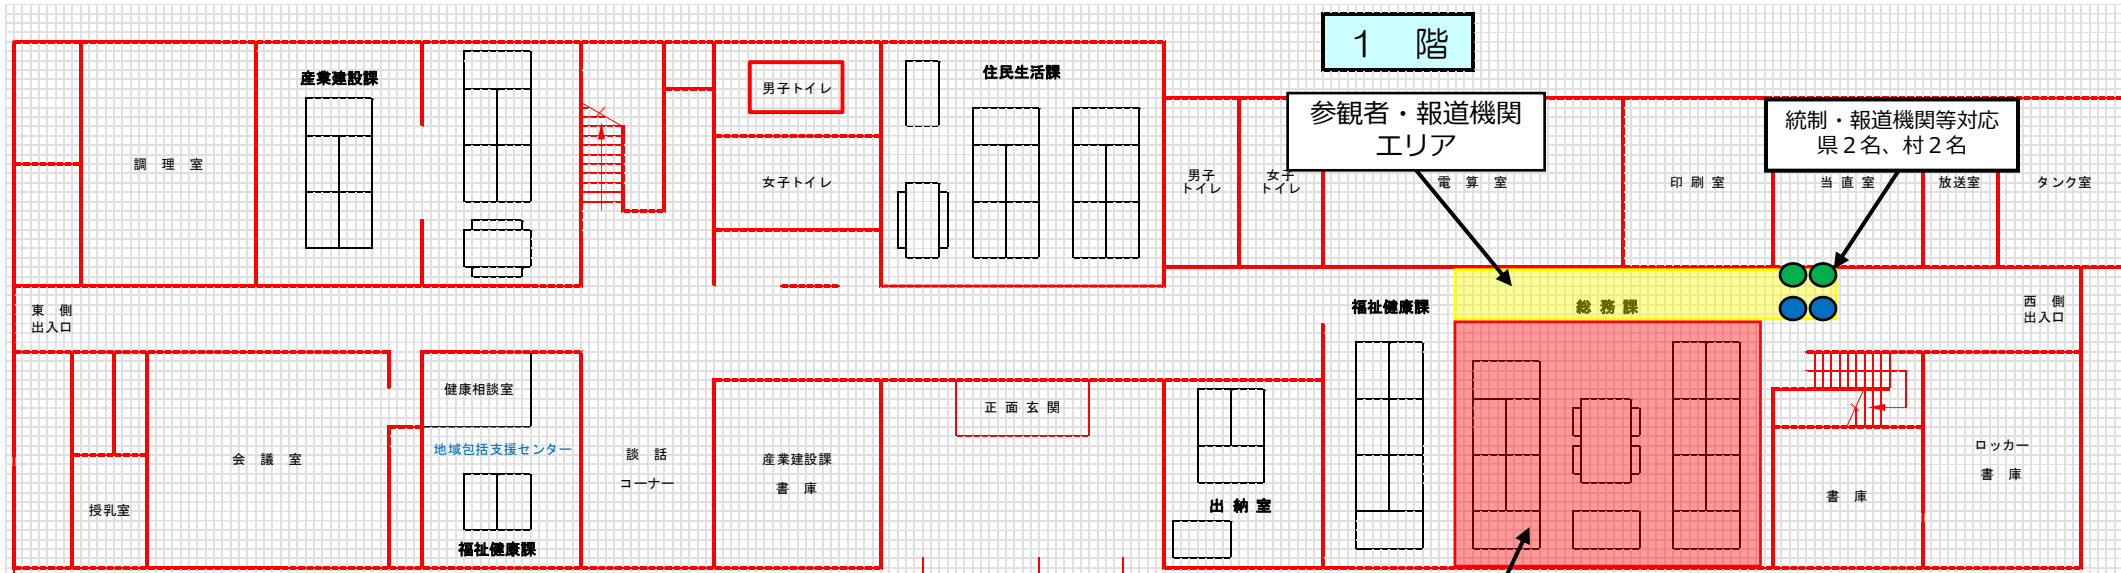 1 階
産業建設課
住民生活課
男子トイレ
参観者・報道機関
エリア
統制・報道機関等対応
県２名、村２名
調 理 室
女子トイレ
男子
トイレ
女子
トイレ
電 算 室
印 刷 室
当 直 室
放送室
タンク室
東 側
出入口
福祉健康課
総 務 課
西 側
出入口
健康相談室
正 面 玄 関
地域包括支援センター
会 議 室
談 話
コーナー
産業建設課
書 庫
ロッカー
書 庫
書 庫
授乳室
出 納 室
福祉健康課